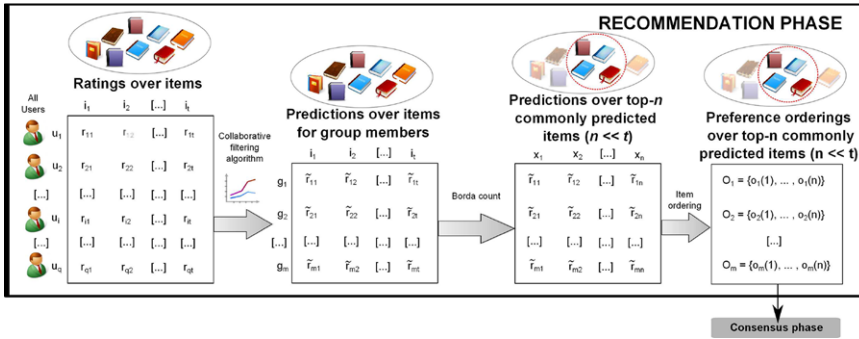 RECOMMENDATION PHASE
Ratings over items
All
Users
i1 i2 [...] it
u1 r11 r12 [...] r1t
u2 r21 r22 [...] r2t
[...] [...] [...] [...] [...]
ui ri1 ri2 [...] rit
[...] [...] [...] [...] [...]
uq rq1 rq2 [...] rqt
Collaborative
filtering
algorithm
Predictions over items
for group members
i1 i2 [...] it
g1 r̃11 r̃12 [...] r̃1t
g2 r̃21 r̃22 [...] r̃2t
[...] [...] [...] [...] [...]
gm r̃m1 r̃m2 [...] r̃mt
Borda count
Predictions over top-n
commonly predicted
items (n << t)
x1 x2 [...] xn
r̃11 r̃12 [...] r̃1n
r̃21 r̃22 [...] r̃2n
[...] [...] [...] [...]
r̃m1 r̃m2 [...] r̃mn
Item
ordering
Preference orderings
over top-n commonly
predicted items (n << t)
O1 = {o1(1), ... , o1(n)}
O2 = {o2(1), ... , o2(n)}
[...]
Om = {om(1), ... , om(n)}
Consensus phase